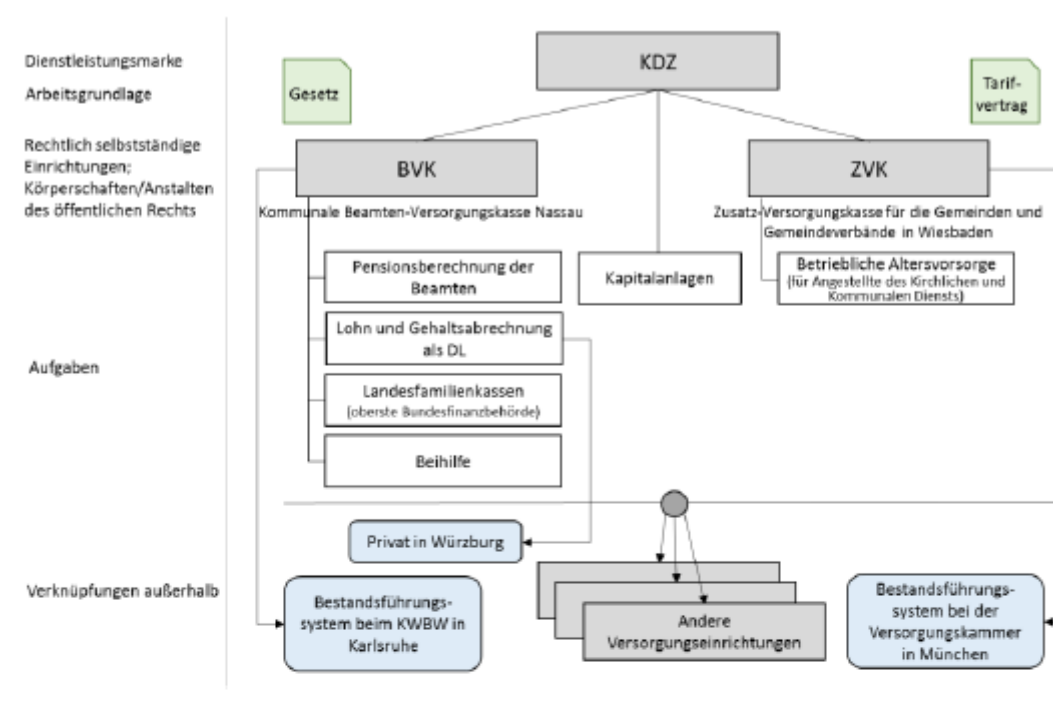 Dienstleistungsmarke
KDZ
Arbeitsgrundlage
Gesetz
Tarif-
vertrag
Rechtlich selbstständige
Einrichtungen;
Körperschaften/Anstalten
des öffentlichen Rechts
BVK
ZVK
Kommunale Beamten-Versorgungskasse Nassau
Zusatz-Versorgungskasse für die Gemeinden und
Gemeindeverbände in Wiesbaden
Pensionsberechnung der
Beamten
Kapitalanlagen
Betriebliche Altersvorsorge
(für Angestellte des Kirchlichen und
Kommunalen Diensts)
Aufgaben
Lohn und Gehaltsabrechnung
als DL
Landesfamilienkassen
(oberste Bundesfinanzbehörde)
Beihilfe
Verknüpfungen außerhalb
Privat in Würzburg
Bestandsführungs-
system beim KWBW in
Karlsruhe
Andere
Versorgungseinrichtungen
Bestandsführungs-
system bei der
Versorgungskammer
in München